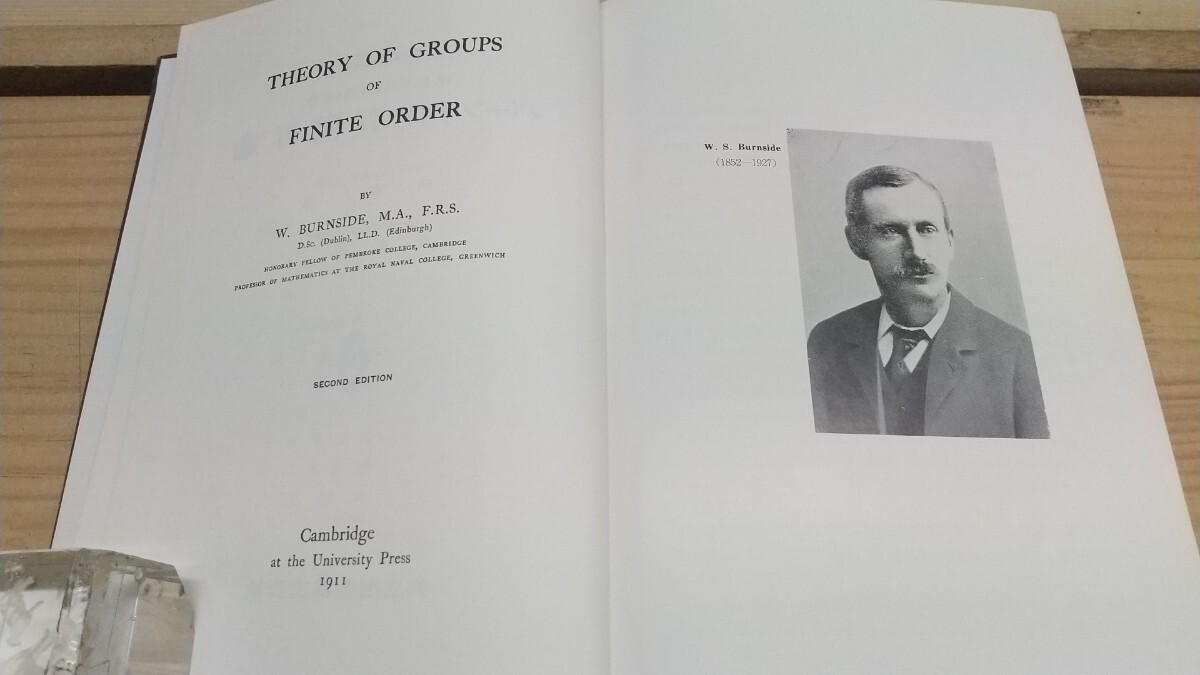 THEORY OF GROUPS
OF
FINITE ORDER
BY
W. BURNSIDE, M.A., F.R.S.
D.Sc. (Dublin), LL.D. (Edinburgh)
HONORARY FELLOW OF PEMBROKE COLLEGE, CAMBRIDGE
PROFESSOR OF MATHEMATICS AT THE ROYAL NAVAL COLLEGE, GREENWICH
SECOND EDITION
Cambridge
at the University Press
1911
W. S. Burnside
(1852—1927)